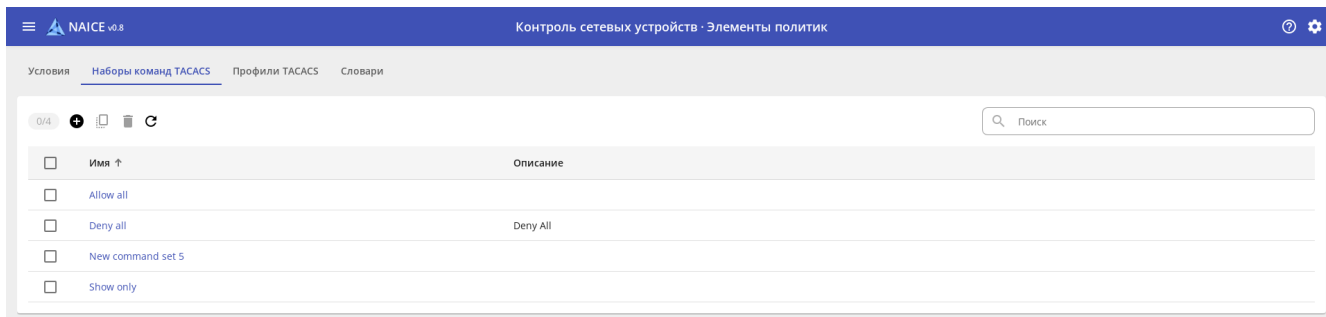 NAICE v0.8 Контроль сетевых устройств · Элементы политик
Условия Наборы команд TACACS Профили TACACS Словари
0/4 Поиск
Имя ↑ Описание
Allow all
Deny all Deny All
New command set 5
Show only